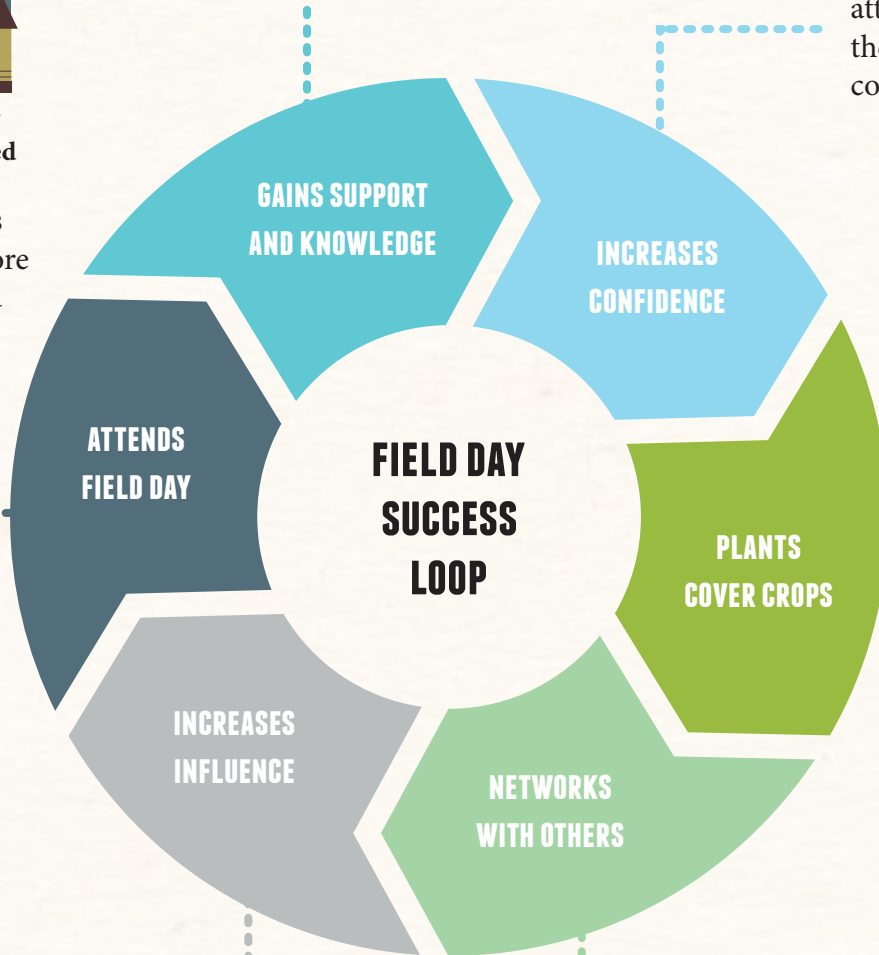 GAINS SUPPORT
AND KNOWLEDGE
INCREASES
CONFIDENCE
ATTENDS
FIELD DAY
FIELD DAY
SUCCESS
LOOP
PLANTS
COVER CROPS
INCREASES
INFLUENCE
NETWORKS
WITH OTHERS